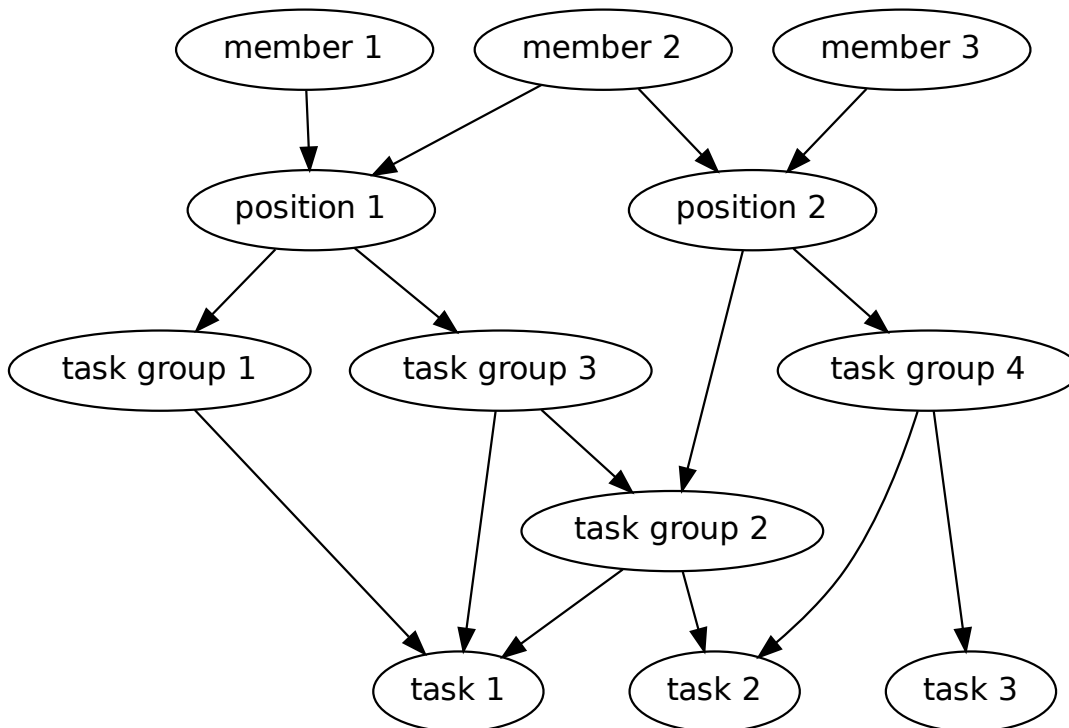 member 1
member 2
member 3
position 1
position 2
task group 1
task group 3
task group 4
task group 2
task 1
task 2
task 3